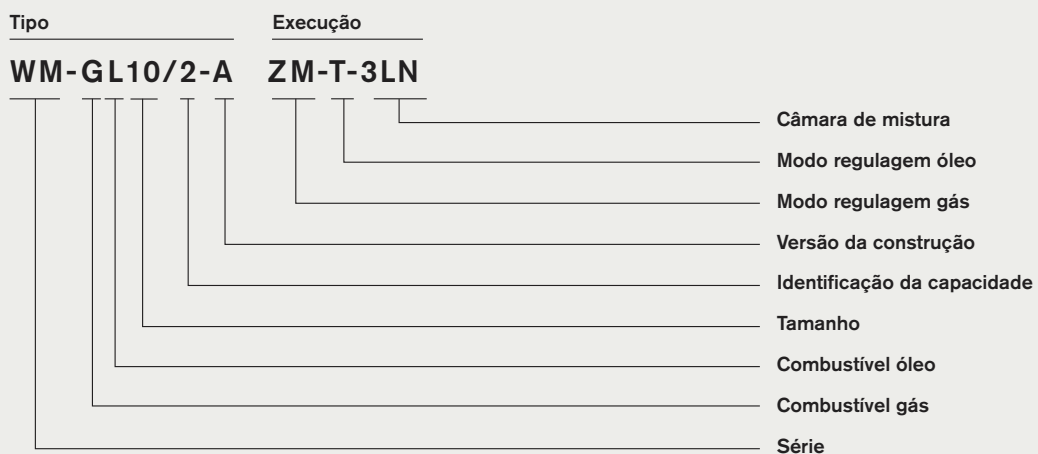 Tipo Execução
WM-GL10/2-A ZM-T-3LN
Câmara de mistura
Modo regulagem óleo
Modo regulagem gás
Versão da construção
Identificação da capacidade
Tamanho
Combustível óleo
Combustível gás
Série